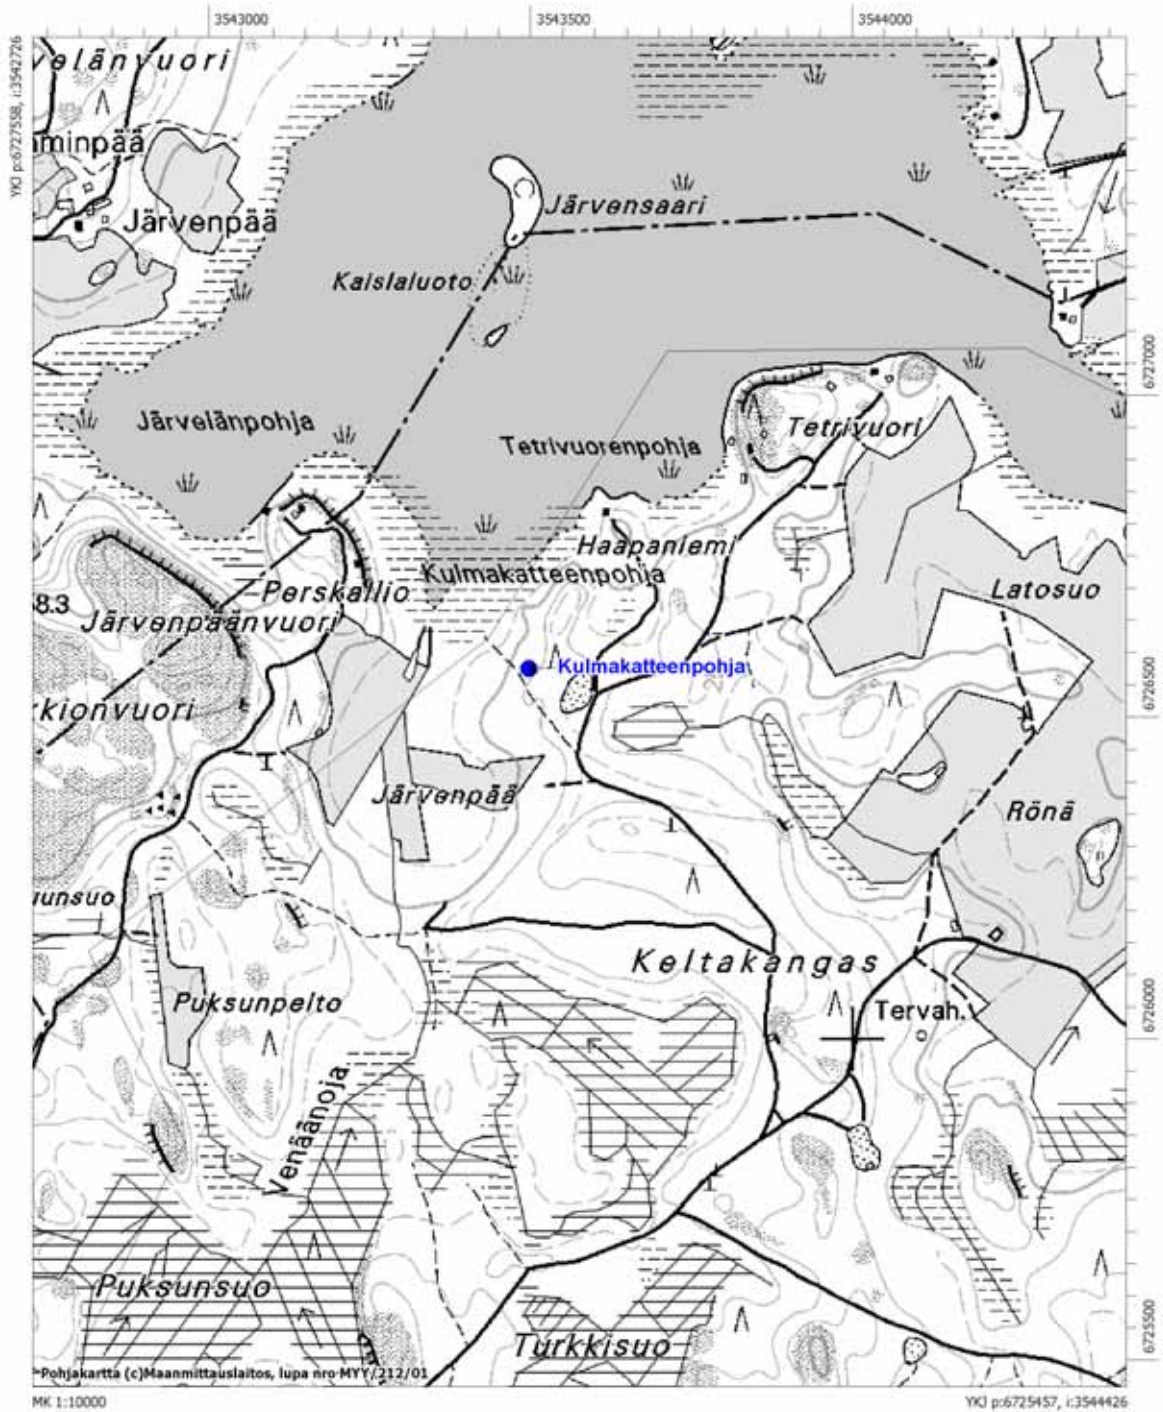 3543000
3543500
3544000
YKJ p:6727558, i:3542726
elänvuori
minpää
Järvenpää
Järvensaari
Kaislaluoto
6727000
Järvelänpohja
Tetrivuori
Tetrivuorenpohja
Haapaniemi
Kulmakatteenpohja
Perskallio
Latosuo
8.3
Järvenpäänvuori
Kulmakatteenpohja
6726500
kionvuori
Järvenpää
Rönä
unsuo
Keltakangas
Puksunpelto
Tervah.
6726000
Venäänoja
Puksunsuo
6725500
Turkkisuo
Pohjakartta (c)Maanmittauslaitos, lupa nro MYY/212/01
MK 1:10000
YKJ p:6725457, i:3544426